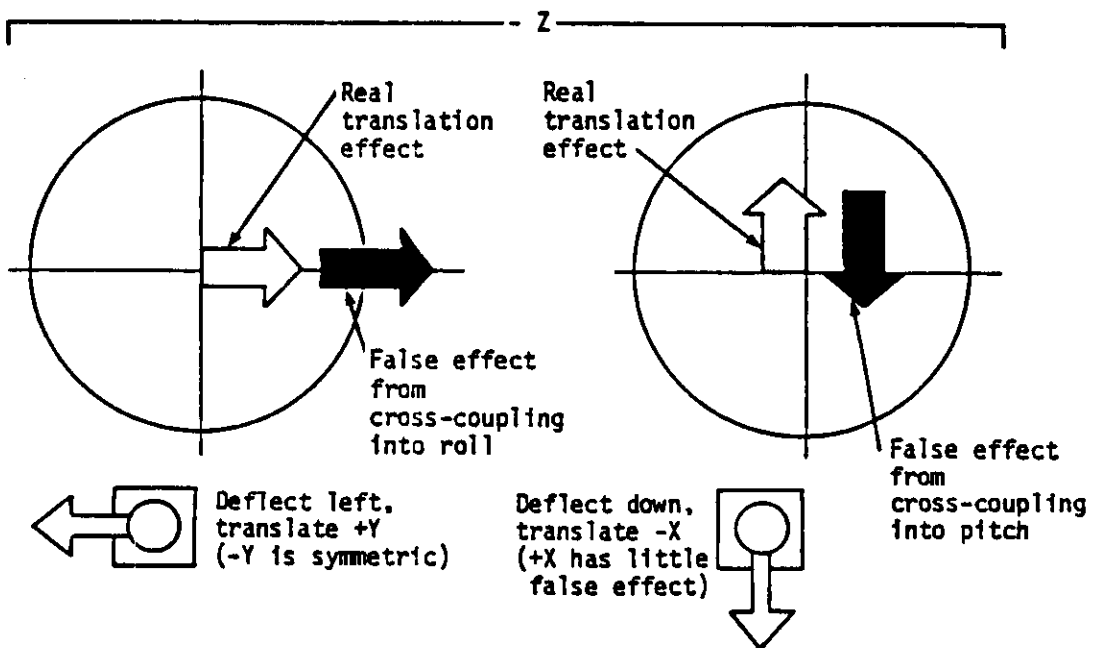 - Z
Real
translation
effect
False effect
from
cross-coupling
into roll
Deflect left,
translate +Y
(-Y is symmetric)
Real
translation
effect
False effect
from
cross-coupling
into pitch
Deflect down,
translate -X
(+X has little
false effect)